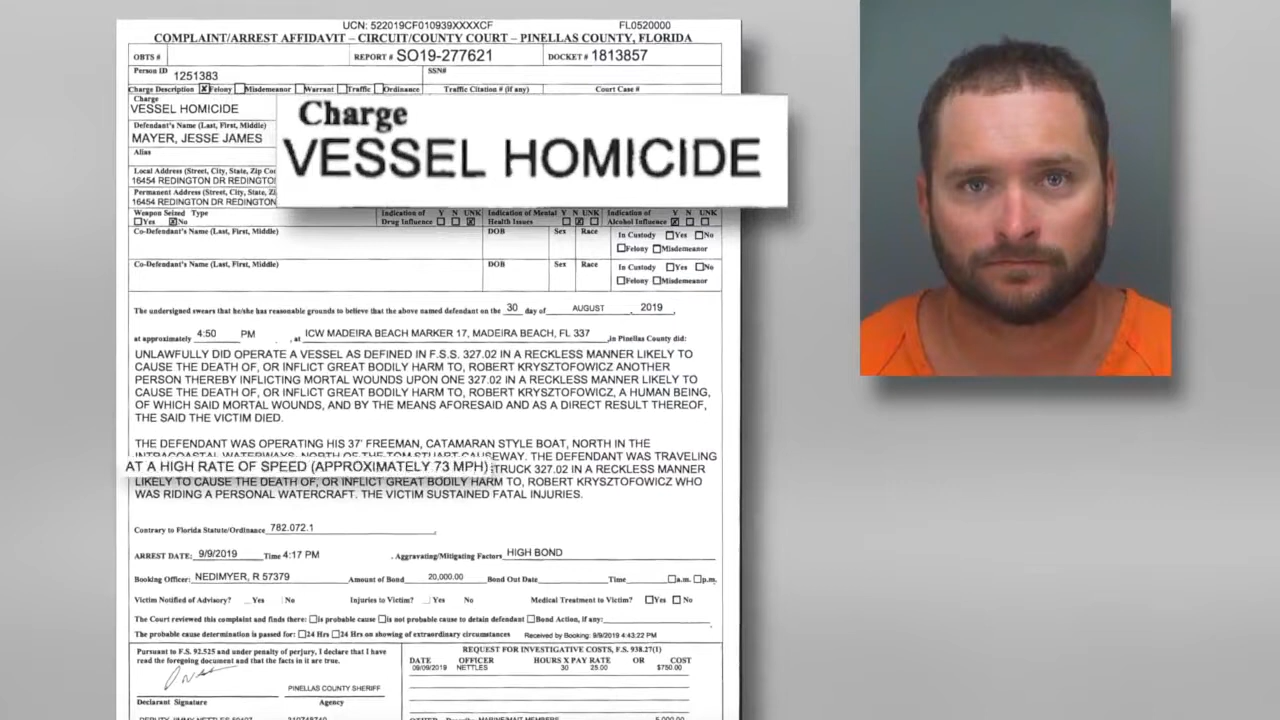 UCN: 522019CF010939XXXXCF FL0520000
COMPLAINT/ARREST AFFIDAVIT – CIRCUIT/COUNTY COURT – PINELLAS COUNTY, FLORIDA
OBTS # REPORT # SO19-277621 DOCKET # 1813857
Person ID 1251383 SSN#
Charge Description ☒Felony ☐Misdemeanor ☐Warrant ☐Traffic ☐Ordinance Traffic Citation # (if any) Court Case #
Charge
VESSEL HOMICIDE
Charge
VESSEL HOMICIDE
Defendant's Name (Last, First, Middle)
MAYER, JESSE JAMES
Alias
Local Address (Street, City, State, Zip Co
16454 REDINGTON DR REDINGTO
Permanent Address (Street, City, State, Zi
16454 REDINGTON DR REDINGTO
Weapon Seized Type Indication of Y N UNK Indication of Mental Y N UNK Indication of Y N UNK
☐Yes ☒No Drug Influence ☐ ☐ ☒ Health Issues ☐ ☒ ☐ Alcohol Influence ☒ ☐ ☐
Co-Defendant's Name (Last, First, Middle) DOB Sex Race In Custody ☐Yes ☐No
☐Felony ☐Misdemeanor
Co-Defendant's Name (Last, First, Middle) DOB Sex Race In Custody ☐Yes ☐No
☐Felony ☐Misdemeanor
The undersigned swears that he/she has reasonable grounds to believe that the above named defendant on the 30 day of AUGUST , 2019 ,
at approximately 4:50 PM , at ICW MADEIRA BEACH MARKER 17, MADEIRA BEACH, FL 337 ,in Pinellas County did:
UNLAWFULLY DID OPERATE A VESSEL AS DEFINED IN F.S.S. 327.02 IN A RECKLESS MANNER LIKELY TO
CAUSE THE DEATH OF, OR INFLICT GREAT BODILY HARM TO, ROBERT KRYSZTOFOWICZ ANOTHER
PERSON THEREBY INFLICTING MORTAL WOUNDS UPON ONE 327.02 IN A RECKLESS MANNER LIKELY TO
CAUSE THE DEATH OF, OR INFLICT GREAT BODILY HARM TO, ROBERT KRYSZTOFOWICZ, A HUMAN BEING,
OF WHICH SAID MORTAL WOUNDS, AND BY THE MEANS AFORESAID AND AS A DIRECT RESULT THEREOF,
THE SAID THE VICTIM DIED.
THE DEFENDANT WAS OPERATING HIS 37' FREEMAN, CATAMARAN STYLE BOAT, NORTH IN THE
INTRACOASTAL WATERWAYS, NORTH OF THE TOM STUART CAUSEWAY. THE DEFENDANT WAS TRAVELING
AT A HIGH RATE OF SPEED (APPROXIMATELY 73 MPH) TRUCK 327.02 IN A RECKLESS MANNER
LIKELY TO CAUSE THE DEATH OF, OR INFLICT GREAT BODILY HARM TO, ROBERT KRYSZTOFOWICZ WHO
WAS RIDING A PERSONAL WATERCRAFT. THE VICTIM SUSTAINED FATAL INJURIES.
Contrary to Florida Statute/Ordinance 782.072.1 .
ARREST DATE: 9/9/2019 Time 4:17 PM . Aggravating/Mitigating Factors HIGH BOND
Booking Officer: NEDIMYER, R 57379 Amount of Bond 20,000.00 Bond Out Date Time ☐a.m. ☐p.m.
Victim Notified of Advisory? Yes No Injuries to Victim? Yes No Medical Treatment to Victim? ☐Yes ☐No
The Court reviewed this complaint and finds there: ☐is probable cause ☐is not probable cause to detain defendant ☐Bond Action, if any:
The probable cause determination is passed for: ☐24 Hrs ☐24 Hrs on showing of extraordinary circumstances Received by Booking: 9/9/2019 4:43:22 PM
Pursuant to F.S. 92.525 and under penalty of perjury, I declare that I have
read the foregoing document and that the facts in it are true.
PINELLAS COUNTY SHERIFF
Declarant Signature Agency
REQUEST FOR INVESTIGATIVE COSTS, F.S. 938.27(1)
DATE OFFICER HOURS X PAY RATE OR COST
09/09/2019 NETTLES 30 25.00 $750.00